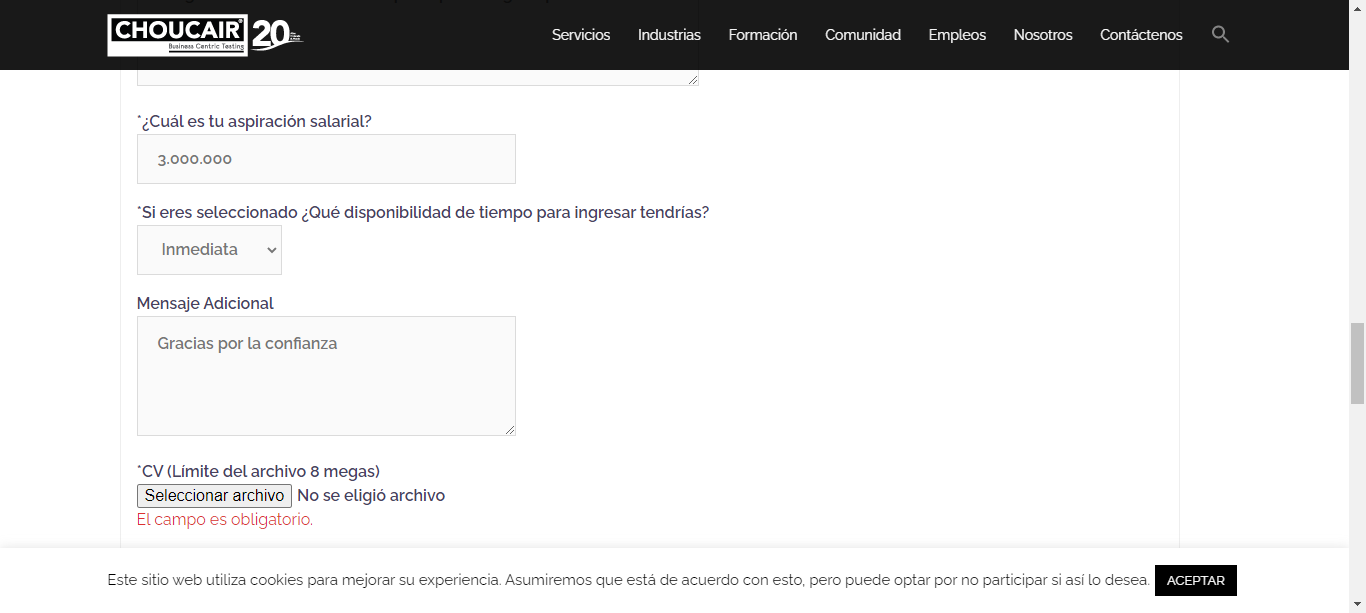 CHOUCAIR® 20
Business Centric Testing
Servicios Industrias Formación Comunidad Empleos Nosotros Contáctenos
*¿Cuál es tu aspiración salarial?
3.000.000
*Si eres seleccionado ¿Qué disponibilidad de tiempo para ingresar tendrías?
Inmediata
Mensaje Adicional
Gracias por la confianza
*CV (Límite del archivo 8 megas)
Seleccionar archivo No se eligió archivo
El campo es obligatorio.
Este sitio web utiliza cookies para mejorar su experiencia. Asumiremos que está de acuerdo con esto, pero puede optar por no participar si así lo desea. ACEPTAR